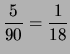 5/90 = 1/18